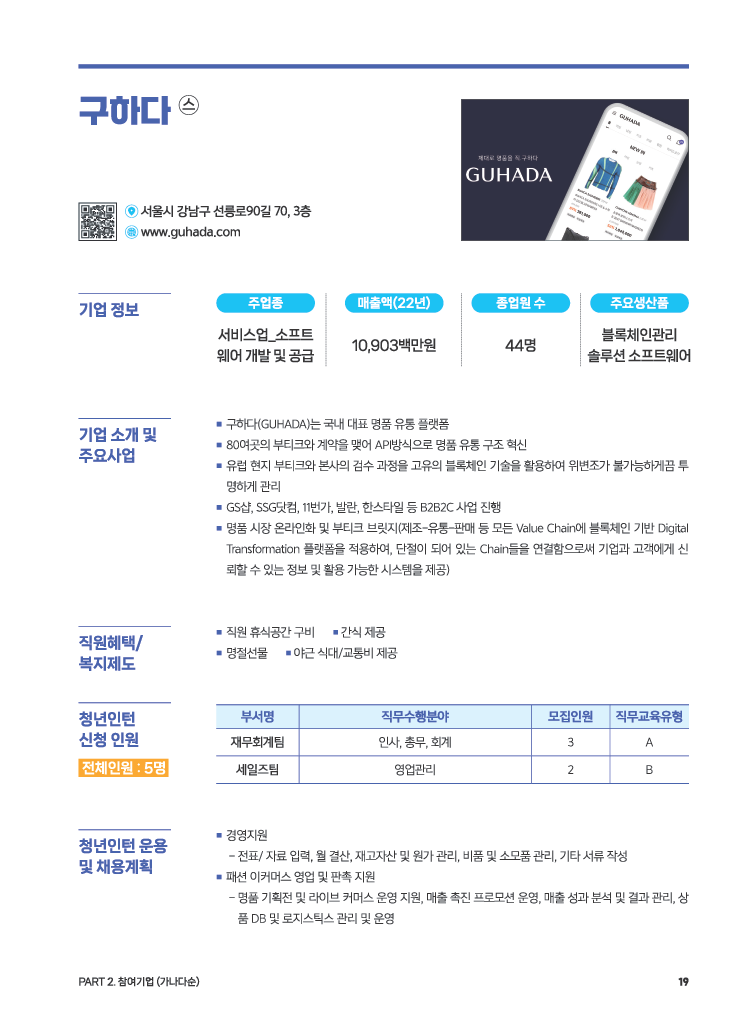 구하다 ㉦
제대로 명품을 직.구하다
GUHADA
GUHADA
NEW IN
서울시 강남구 선릉로90길 70, 3층
www.guhada.com
기업 정보
주업종
매출액(22년)
종업원 수
주요생산품
서비스업_소프트
웨어 개발 및 공급
10,903백만원
44명
블록체인관리
솔루션 소프트웨어
기업 소개 및
주요사업
■ 구하다(GUHADA)는 국내 대표 명품 유통 플랫폼
■ 80여곳의 부티크와 계약을 맺어 API방식으로 명품 유통 구조 혁신
■ 유럽 현지 부티크와 본사의 검수 과정을 고유의 블록체인 기술을 활용하여 위변조가 불가능하게끔 투
명하게 관리
■ GS샵, SSG닷컴, 11번가, 발란, 한스타일 등 B2B2C 사업 진행
■ 명품 시장 온라인화 및 부티크 브릿지(제조-유통-판매 등 모든 Value Chain에 블록체인 기반 Digital
Transformation 플랫폼을 적용하여, 단절이 되어 있는 Chain들을 연결함으로써 기업과 고객에게 신
뢰할 수 있는 정보 및 활용 가능한 시스템을 제공)
직원혜택/
복지제도
■ 직원 휴식공간 구비 ■ 간식 제공
■ 명절선물 ■ 야근 식대/교통비 제공
청년인턴
신청 인원
전체인원 : 5명
부서명 직무수행분야 모집인원 직무교육유형
재무회계팀 인사, 총무, 회계 3 A
세일즈팀 영업관리 2 B
청년인턴 운용
및 채용계획
■ 경영지원
- 전표/ 자료 입력, 월 결산, 재고자산 및 원가 관리, 비품 및 소모품 관리, 기타 서류 작성
■ 패션 이커머스 영업 및 판촉 지원
- 명품 기획전 및 라이브 커머스 운영 지원, 매출 촉진 프로모션 운영, 매출 성과 분석 및 결과 관리, 상
품 DB 및 로지스틱스 관리 및 운영
PART 2. 참여기업 (가나다순)
19